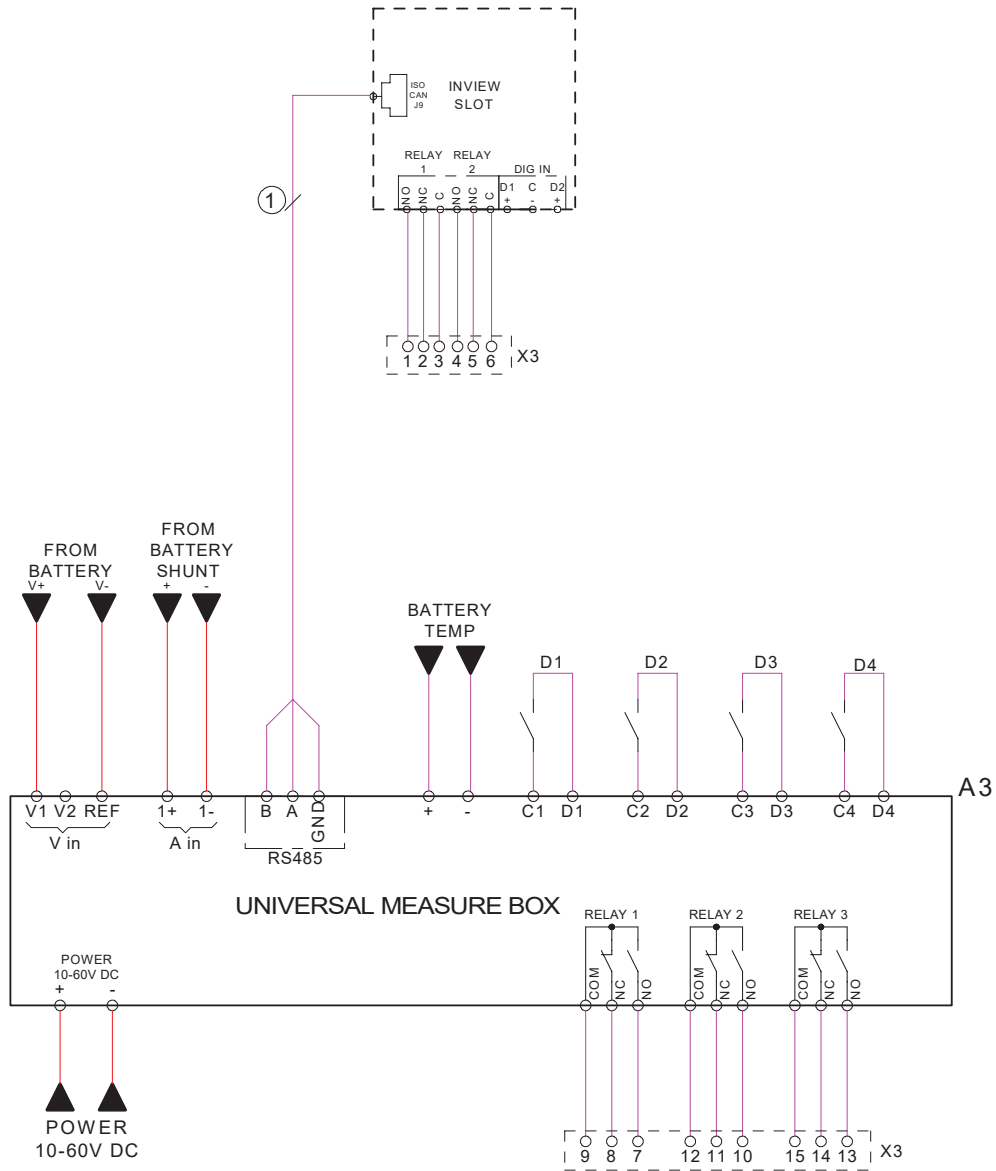 INVIEW
SLOT
ISO
CAN
J9
RELAY RELAY
1 2
DIG IN
NO NC C NO NC C
D1 C D2
+ - +
1
1 2 3 4 5 6 X3
FROM
BATTERY
V+ V-
FROM
BATTERY
SHUNT
+ -
BATTERY
TEMP
D1 D2 D3 D4
A3
V1 V2 REF 1+ 1- B A GND + - C1 D1 C2 D2 C3 D3 C4 D4
V in A in RS485
UNIVERSAL MEASURE BOX
RELAY 1 RELAY 2 RELAY 3
COM NC NO COM NC NO COM NC NO
POWER
10-60V DC
+ -
POWER
10-60V DC
9 8 7 12 11 10 15 14 13 X3